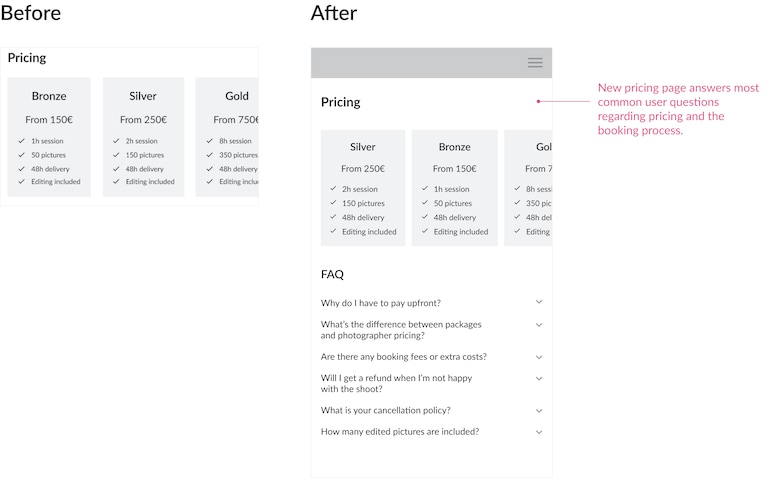 Before
Pricing
Bronze
From 150€
1h session
50 pictures
48h delivery
Editing included
Silver
From 250€
2h session
150 pictures
48h delivery
Editing included
Gold
From 750€
8h session
350 pictures
48h delivery
Editing inclu
After
Pricing
Silver
From 250€
2h session
150 pictures
48h delivery
Editing included
Bronze
From 150€
1h session
50 pictures
48h delivery
Editing included
Gol
From 7
8h sessi
350 pic
48h del
Editing
FAQ
Why do I have to pay upfront?
What's the difference between packages
and photographer pricing?
Are there any booking fees or extra costs?
Will I get a refund when I'm not happy
with the shoot?
What is your cancellation policy?
How many edited pictures are included?
New pricing page answers most
common user questions
regarding pricing and the
booking process.